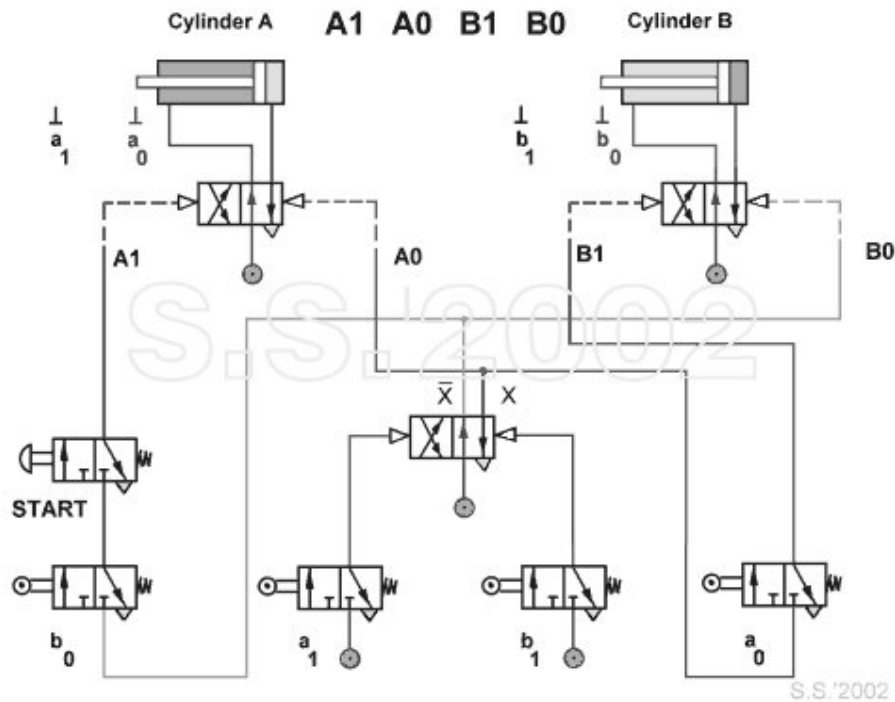 Cylinder A A1 A0 B1 B0 Cylinder B
a1 a0 b1 b0
A1 A0 B1 B0
S.S.'2002
X̄ X
START
b0 a1 b1 a0
S.S.'2002